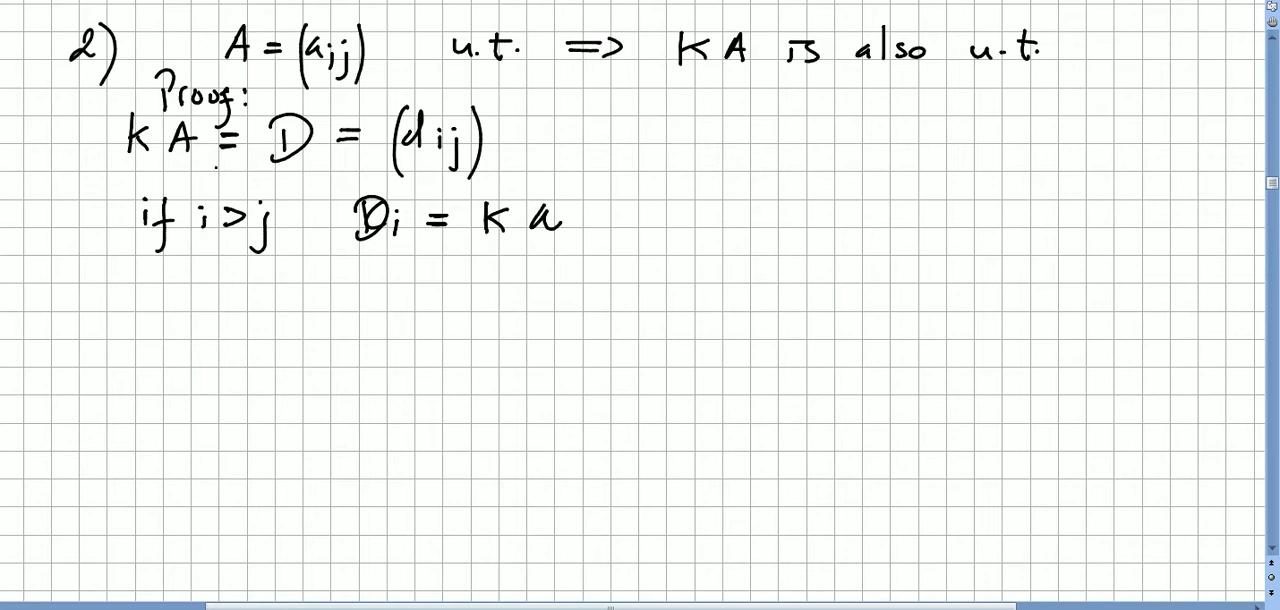 2) A = (aij) u.t. => KA is also u.t.
Proof:
KA = D = (dij)
if i>j Di = K a